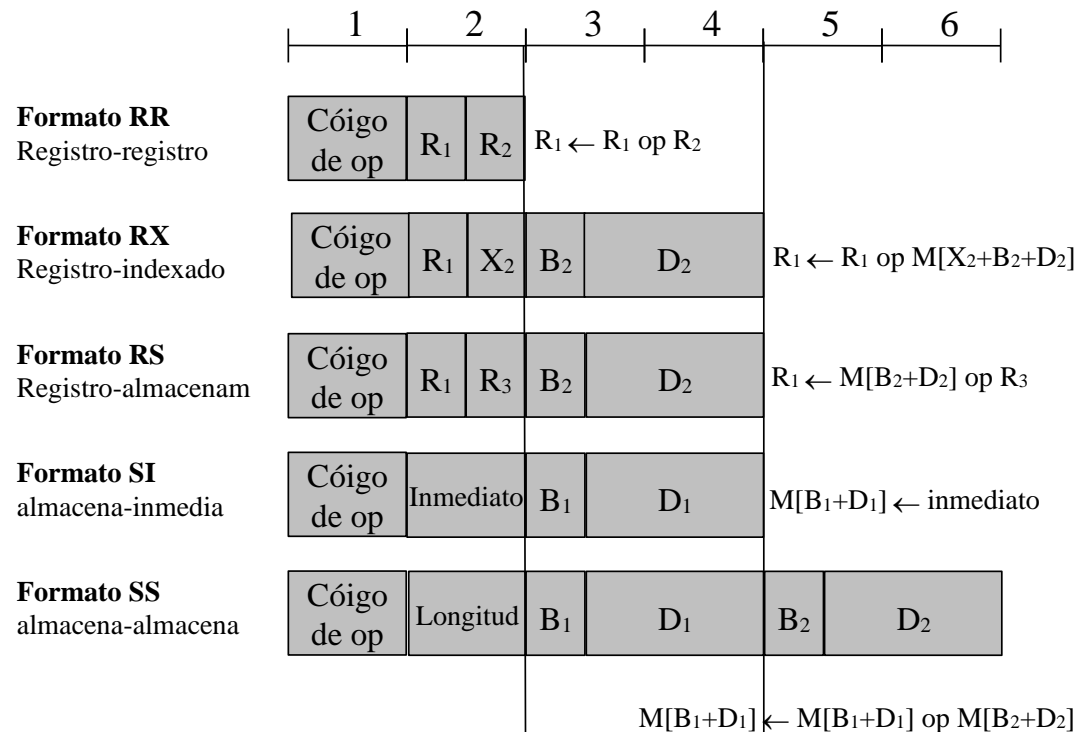 1 2 3 4 5 6
Formato RR
Registro-registro
Cóigo
de op
R1 R2
R1 ← R1 op R2
Formato RX
Registro-indexado
Cóigo
de op
R1 X2 B2 D2
R1 ← R1 op M[X2+B2+D2]
Formato RS
Registro-almacenam
Cóigo
de op
R1 R3 B2 D2
R1 ← M[B2+D2] op R3
Formato SI
almacena-inmedia
Cóigo
de op
Inmediato B1 D1
M[B1+D1] ← inmediato
Formato SS
almacena-almacena
Cóigo
de op
Longitud B1 D1 B2 D2
M[B1+D1] ← M[B1+D1] op M[B2+D2]